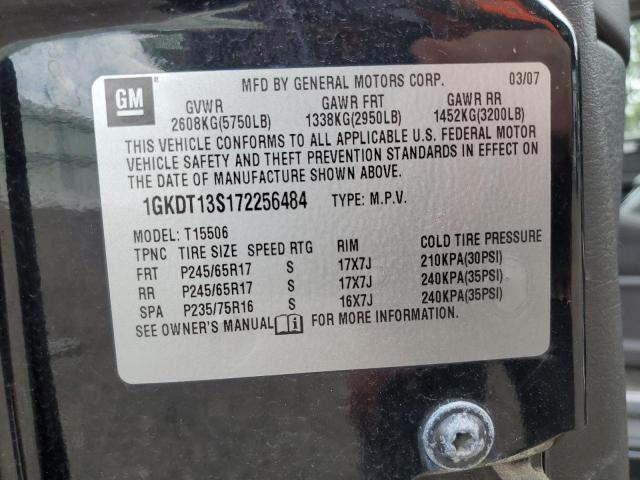 GM
MFD BY GENERAL MOTORS CORP. 03/07
GVWR GAWR FRT GAWR RR
2608KG(5750LB) 1338KG(2950LB) 1452KG(3200LB)
THIS VEHICLE CONFORMS TO ALL APPLICABLE U.S. FEDERAL MOTOR
VEHICLE SAFETY AND THEFT PREVENTION STANDARDS IN EFFECT ON
THE DATE OF MANUFACTURE SHOWN ABOVE.
1GKDT13S172256484 TYPE: M.P.V.
MODEL: T15506
TPNC TIRE SIZE SPEED RTG RIM COLD TIRE PRESSURE
FRT P245/65R17 S 17X7J 210KPA(30PSI)
RR P245/65R17 S 17X7J 240KPA(35PSI)
SPA P235/75R16 S 16X7J 240KPA(35PSI)
SEE OWNER'S MANUAL i FOR MORE INFORMATION.